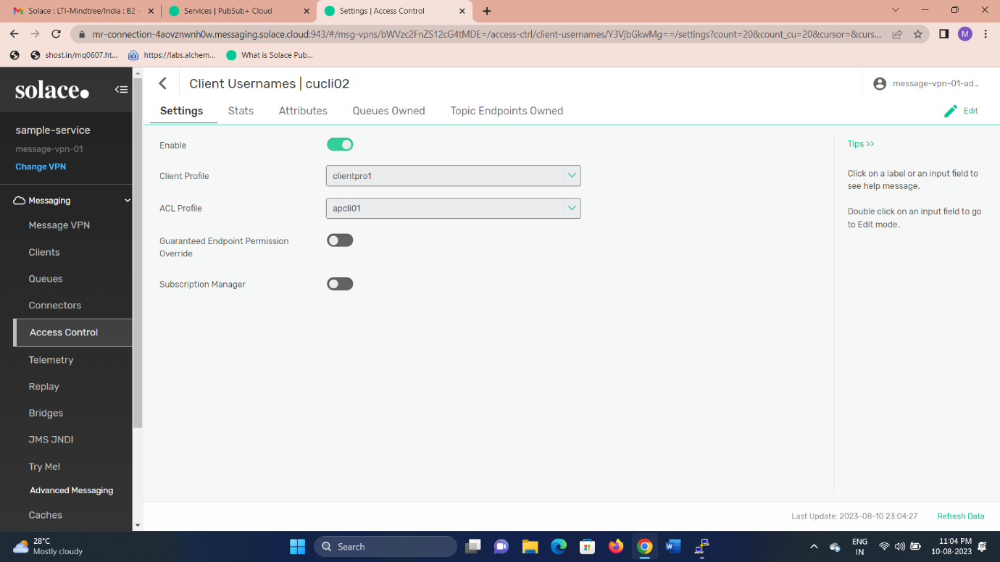 Solace : LTI-Mindtree/India : B2 -
Services | PubSub+ Cloud
Settings | Access Control
mr-connection-4aovznwnh0w.messaging.solace.cloud:943/#/msg-vpns/bWVzc2FnZS12cG4tMDE=/access-ctrl/client-usernames/Y3VjbGkwMg==/settings?count=20&count_cu=20&cursor=&curs...
M
shost.in/mq0607.ht...
https://labs.alchem...
What is Solace Pub...
solace.
Client Usernames | cucli02
message-vpn-01-ad...
Settings
Stats
Attributes
Queues Owned
Topic Endpoints Owned
Edit
sample-service
message-vpn-01
Change VPN
Messaging
Message VPN
Clients
Queues
Connectors
Access Control
Telemetry
Replay
Bridges
JMS JNDI
Try Me!
Advanced Messaging
Caches
Enable
Client Profile
clientpro1
ACL Profile
apcli01
Guaranteed Endpoint Permission
Override
Subscription Manager
Tips >>
Click on a label or an input field to
see help message.
Double click on an input field to go
to Edit mode.
Last Update: 2023-08-10 23:04:27
Refresh Data
28°C
Mostly cloudy
Search
W
ENG
IN
11:04 PM
10-08-2023